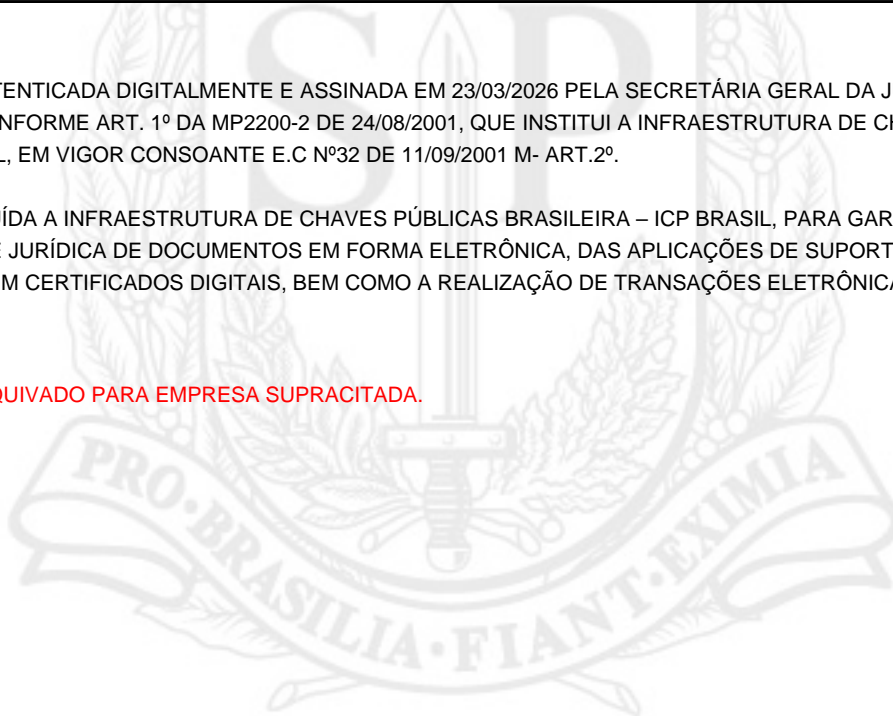 TENTICADA DIGITALMENTE E ASSINADA EM 23/03/2026 PELA SECRETÁRIA GERAL DA J
NFORME ART. 1º DA MP2200-2 DE 24/08/2001, QUE INSTITUI A INFRAESTRUTURA DE CH
L, EM VIGOR CONSOANTE E.C Nº32 DE 11/09/2001 M- ART.2º.
UÍDA A INFRAESTRUTURA DE CHAVES PÚBLICAS BRASILEIRA – ICP BRASIL, PARA GAR
E JURÍDICA DE DOCUMENTOS EM FORMA ELETRÔNICA, DAS APLICAÇÕES DE SUPORT
M CERTIFICADOS DIGITAIS, BEM COMO A REALIZAÇÃO DE TRANSAÇÕES ELETRÔNICA
QUIVADO PARA EMPRESA SUPRACITADA.
SP
PRO·BRASILIA·FIANT·EXIMIA